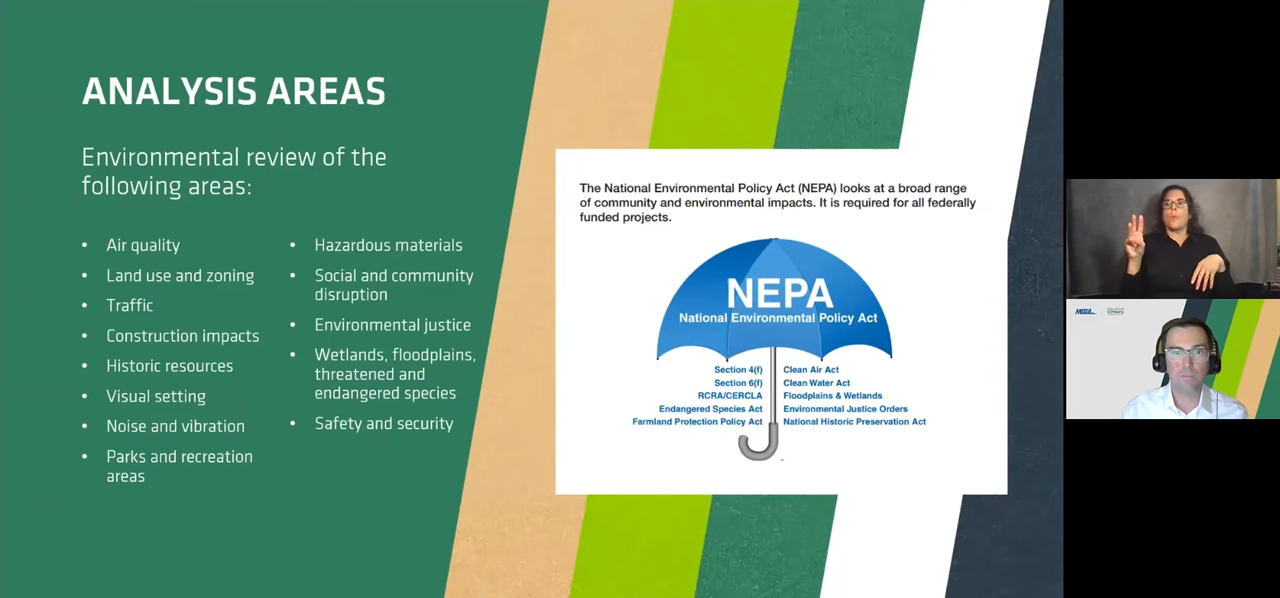 ANALYSIS AREAS
Environmental review of the
following areas:
• Air quality
• Land use and zoning
• Traffic
• Construction impacts
• Historic resources
• Visual setting
• Noise and vibration
• Parks and recreation
areas
• Hazardous materials
• Social and community
disruption
• Environmental justice
• Wetlands, floodplains,
threatened and
endangered species
• Safety and security
The National Environmental Policy Act (NEPA) looks at a broad range
of community and environmental impacts. It is required for all federally
funded projects.
NEPA
National Environmental Policy Act
Section 4(f)
Section 6(f)
RCRA/CERCLA
Endangered Species Act
Farmland Protection Policy Act
Clean Air Act
Clean Water Act
Floodplains & Wetlands
Environmental Justice Orders
National Historic Preservation Act
Metra